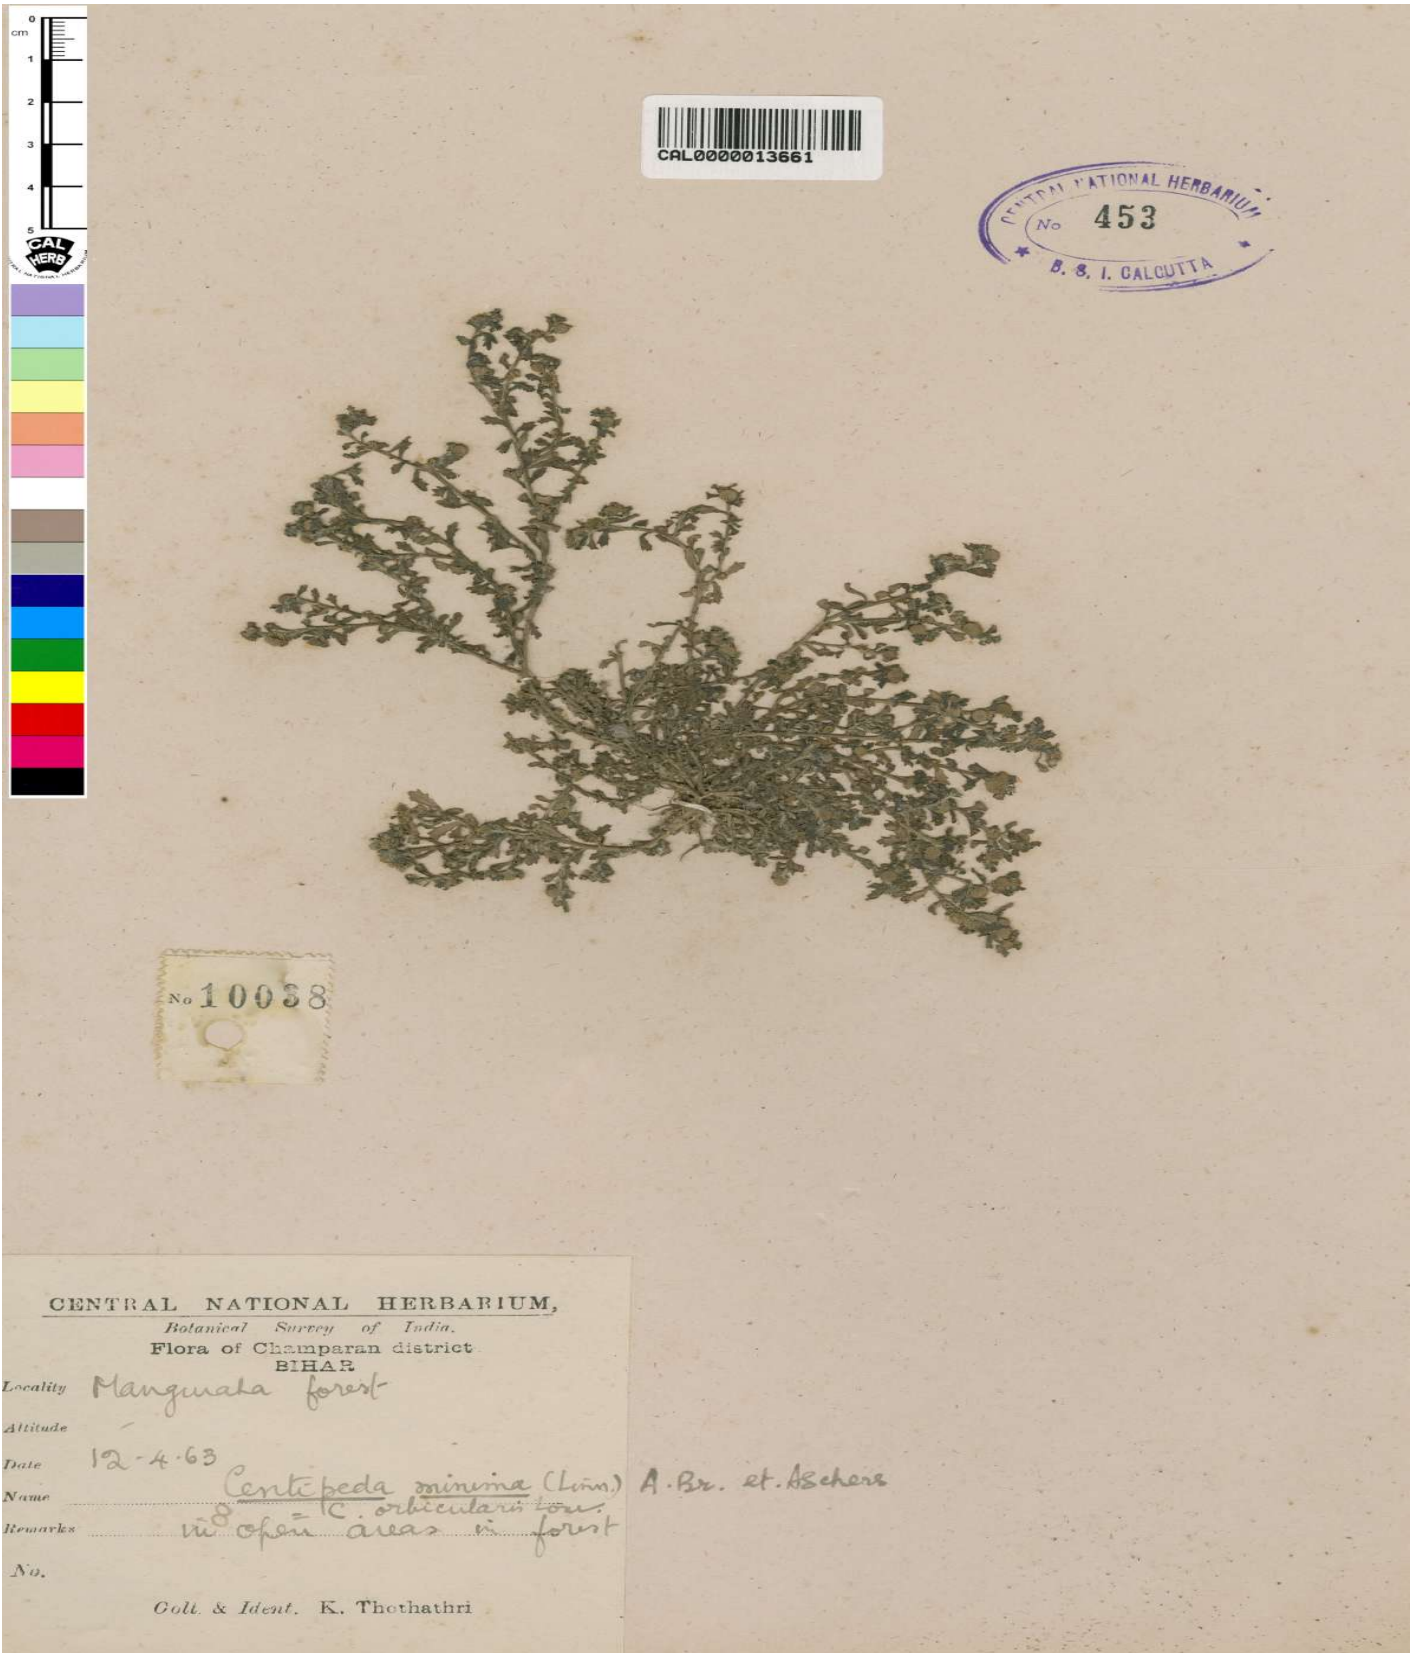 0
cm
1
2
3
4
5
CAL
HERB
CAL0000013661
CENTRAL NATIONAL HERBARIUM
No 453
B. S. I. CALCUTTA
No 10038
CENTRAL NATIONAL HERBARIUM,
Botanical Survey of India.
Flora of Champaran district
BIHAR
Locality Manguraha forest
Altitude -
Date 12-4-63
Name Centipeda minima (Linn.) A.Br. et. Aschers
= C. orbicularis Lour.
Remarks in open areas in forest
No.
Coll. & Ident. K. Thothathri